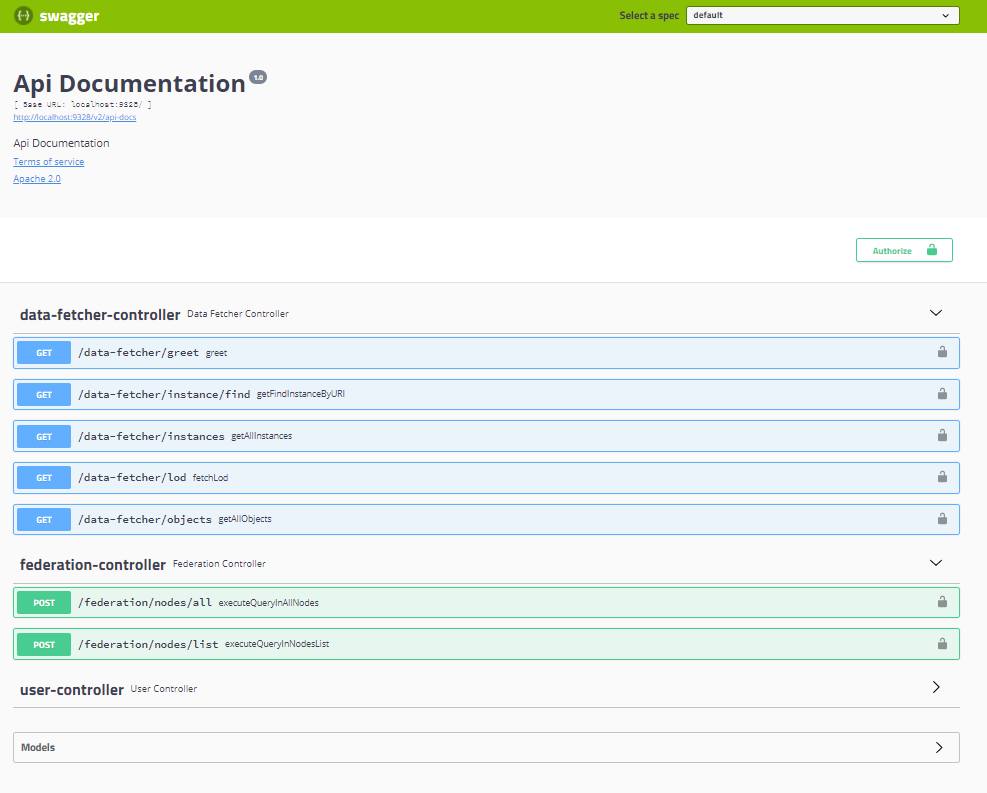 swagger
Select a spec default
Api Documentation 1.0
[ Base URL: localhost:9328/ ]
http://localhost:9328/v2/api-docs
Api Documentation
Terms of service
Apache 2.0
Authorize
data-fetcher-controller Data Fetcher Controller
GET /data-fetcher/greet greet
GET /data-fetcher/instance/find getFindInstanceByURI
GET /data-fetcher/instances getAllInstances
GET /data-fetcher/lod fetchLod
GET /data-fetcher/objects getAllObjects
federation-controller Federation Controller
POST /federation/nodes/all executeQueryInAllNodes
POST /federation/nodes/list executeQueryInNodesList
user-controller User Controller
Models